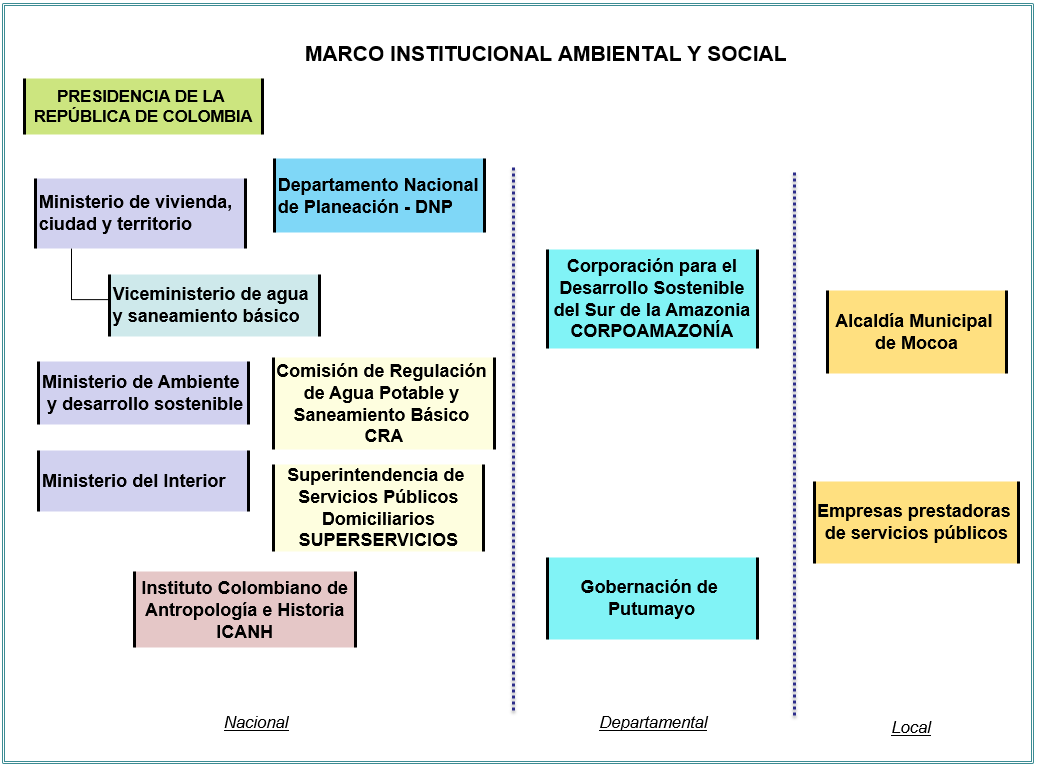 MARCO INSTITUCIONAL AMBIENTAL Y SOCIAL
PRESIDENCIA DE LA
REPÚBLICA DE COLOMBIA
Ministerio de vivienda,
ciudad y territorio
Departamento Nacional
de Planeación - DNP
Viceministerio de agua
y saneamiento básico
Ministerio de Ambiente
y desarrollo sostenible
Comisión de Regulación
de Agua Potable y
Saneamiento Básico
CRA
Ministerio del Interior
Superintendencia de
Servicios Públicos
Domiciliarios
SUPERSERVICIOS
Instituto Colombiano de
Antropología e Historia
ICANH
Nacional
Corporación para el
Desarrollo Sostenible
del Sur de la Amazonia
CORPOAMAZONÍA
Gobernación de
Putumayo
Departamental
Alcaldía Municipal
de Mocoa
Empresas prestadoras
de servicios públicos
Local